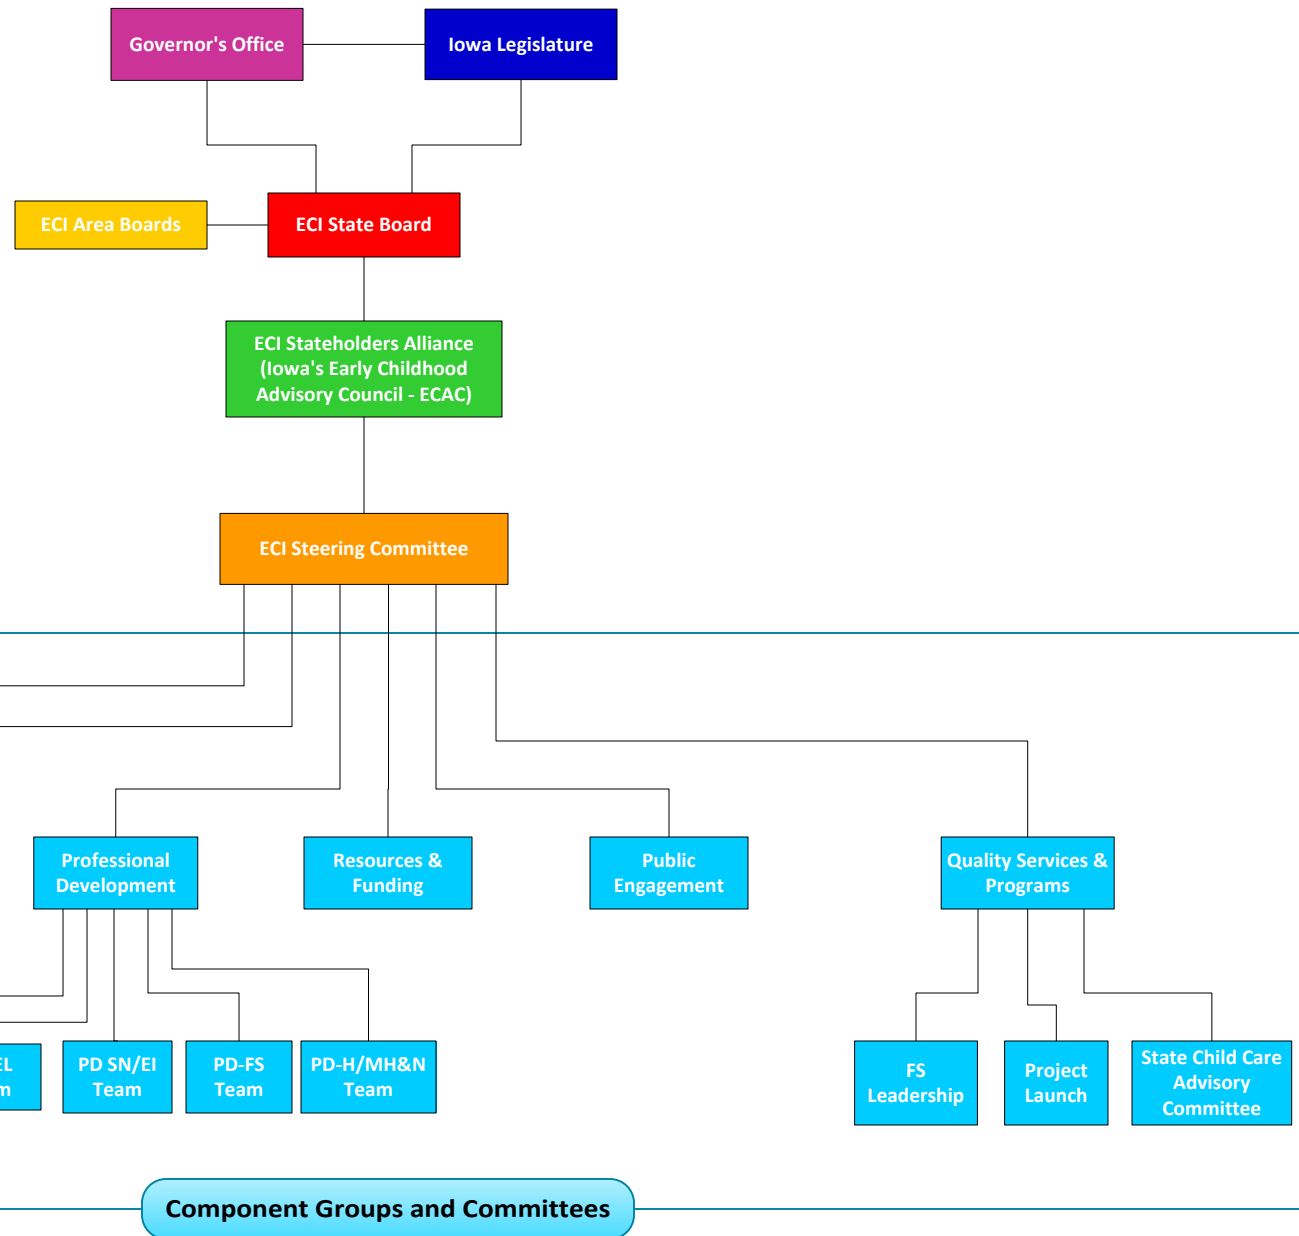 Governor's Office
Iowa Legislature
ECI Area Boards
ECI State Board
ECI Stateholders Alliance
(Iowa's Early Childhood
Advisory Council - ECAC)
ECI Steering Committee
Professional
Development
Resources &
Funding
Public
Engagement
Quality Services &
Programs
PD SN/EI
Team
PD-FS
Team
PD-H/MH&N
Team
FS
Leadership
Project
Launch
State Child Care
Advisory
Committee
Component Groups and Committees